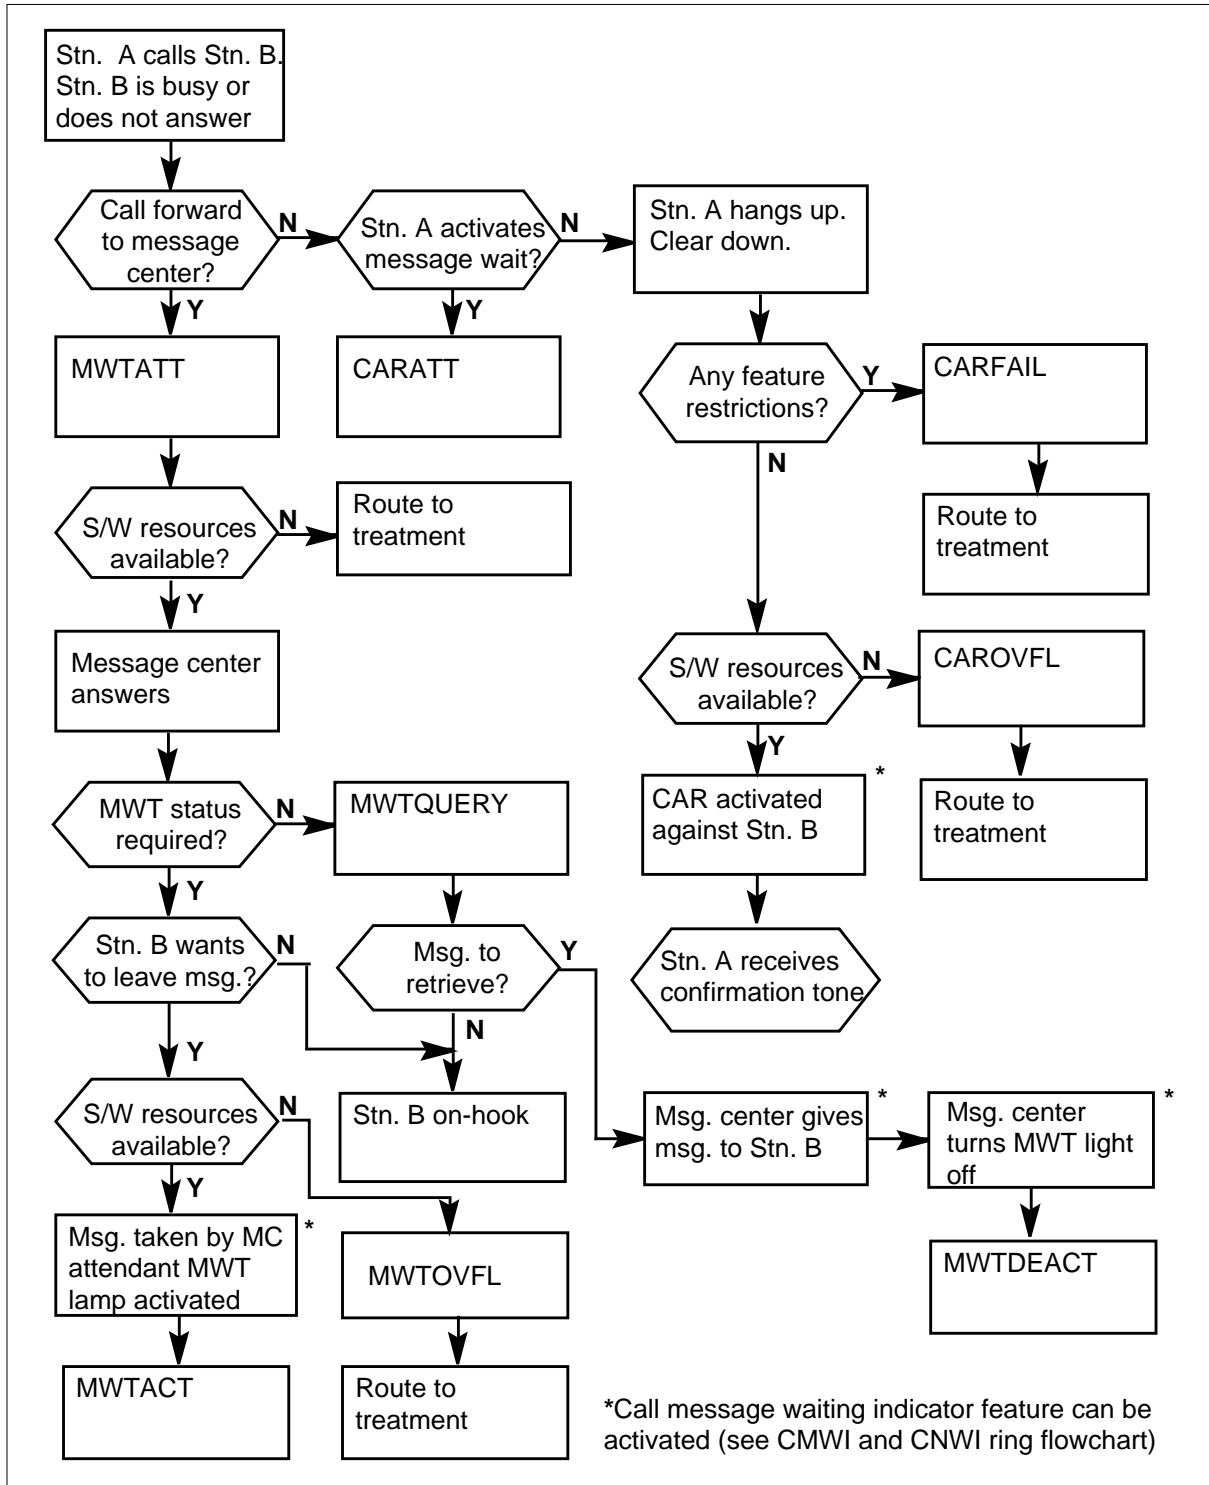 Stn. A calls Stn. B.
Stn. B is busy or
does not answer
Call forward
to message
center?
N
Stn. A activates
message wait?
N
Stn. A hangs up.
Clear down.
Y
Y
MWTATT
CARATT
Any feature
restrictions?
Y
CARFAIL
N
S/W resources
available?
N
Route to
treatment
Route to
treatment
Y
Message center
answers
S/W resources
available?
N
CAROVFL
Y
MWT status
required?
N
MWTQUERY
CAR activated
against Stn. B
*
Route to
treatment
Y
Stn. B wants
to leave msg.?
N
Msg. to
retrieve?
Y
Stn. A receives
confirmation tone
N
Y
S/W resources
available?
N
Stn. B on-hook
Msg. center gives
msg. to Stn. B
*
Msg. center
turns MWT light
off
*
Y
Msg. taken by MC
attendant MWT
lamp activated
*
MWTOVFL
MWTDEACT
MWTACT
Route to
treatment
*Call message waiting indicator feature can be
activated (see CMWI and CNWI ring flowchart)